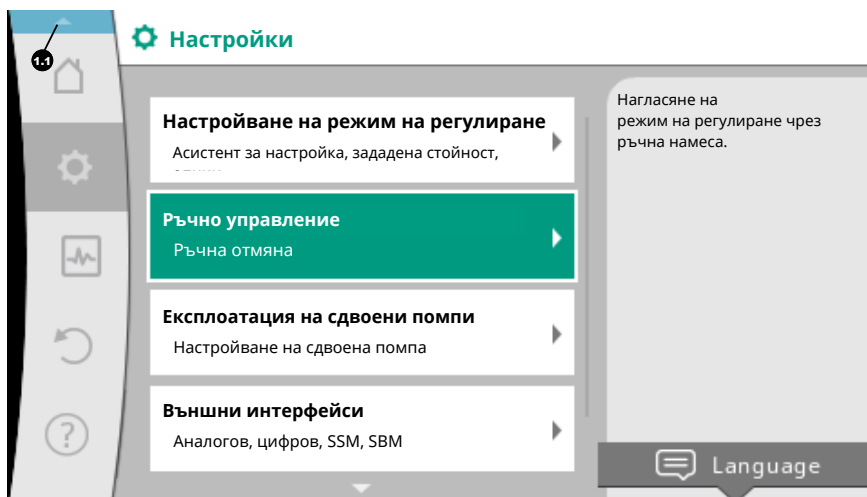 1.1
Настройки
Настройване на режим на регулиране
Асистент за настройка, зададена стойност,
Ръчно управление
Ръчна отмяна
Експлоатация на сдвоени помпи
Настройване на сдвоена помпа
Външни интерфейси
Аналогов, цифров, SSM, SBM
Нагласяне на
режим на регулиране чрез
ръчна намеса.
Language